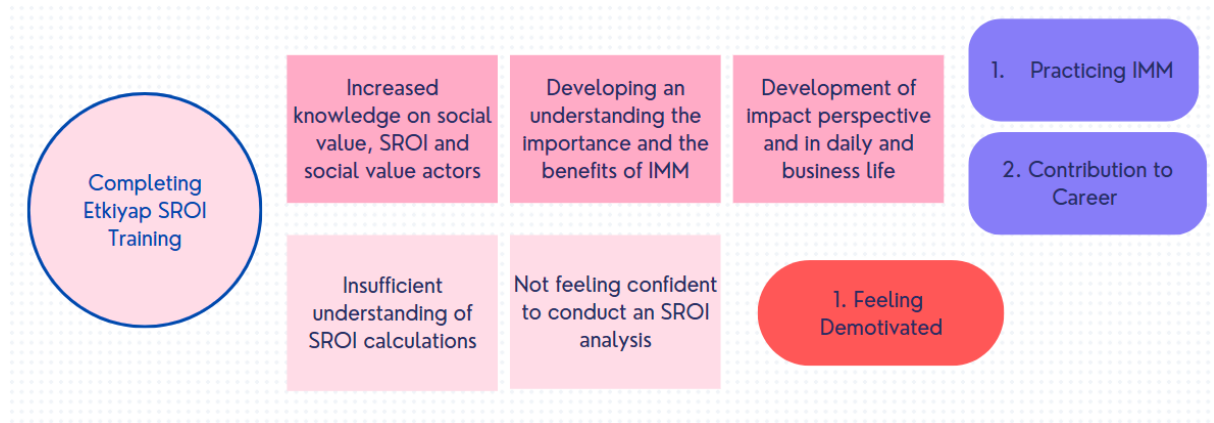 Completing
Etkiyap SROI
Training
Increased
knowledge on social
value, SROI and
social value actors
Developing an
understanding the
importance and the
benefits of IMM
Development of
impact perspective
and in daily and
business life
1. Practicing IMM
2. Contribution to
Career
Insufficient
understanding of
SROI calculations
Not feeling confident
to conduct an SROI
analysis
1. Feeling
Demotivated